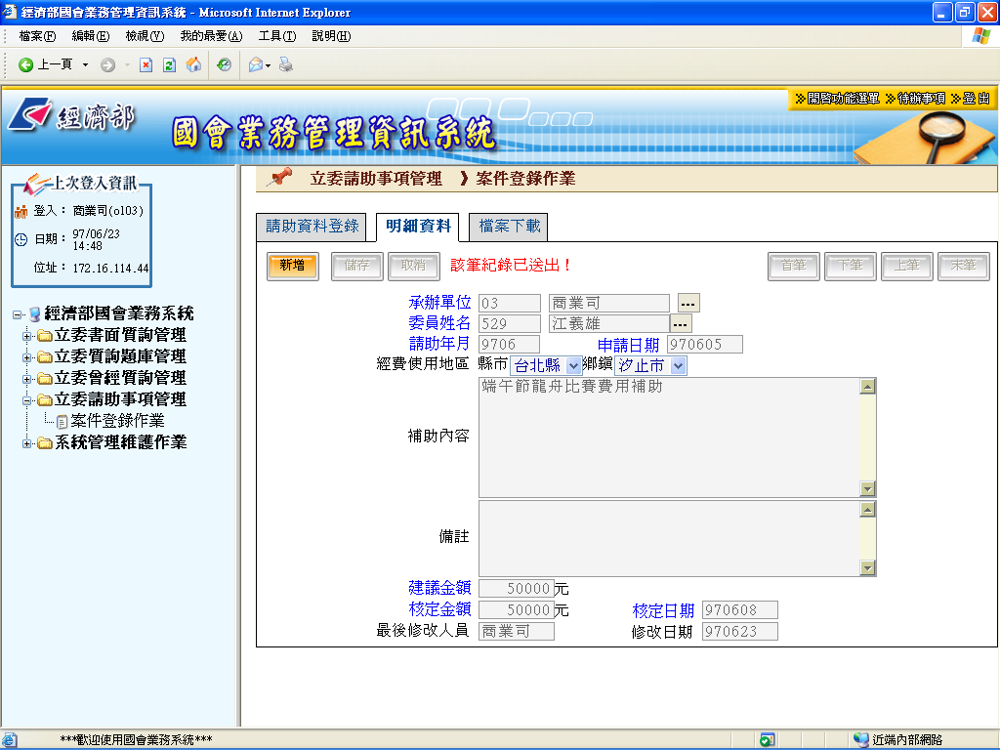 經濟部國會業務管理資訊系統 - Microsoft Internet Explorer
檔案(F) 編輯(E) 檢視(V) 我的最愛(A) 工具(T) 說明(H)
上一頁
開啓功能選單 待辦事項 登出
經濟部
國會業務管理資訊系統
上次登入資訊
登入： 商業司(o103)
日期： 97/06/23
14:48
位址： 172.16.114.44
經濟部國會業務系統
立委書面質詢管理
立委質詢題庫管理
立委曾經質詢管理
立委請助事項管理
案件登錄作業
系統管理維護作業
立委請助事項管理 》案件登錄作業
請助資料登錄 明細資料 檔案下載
新增 儲存 取消 該筆紀錄已送出！ 首筆 下筆 上筆 末筆
承辦單位 03 商業司 ...
委員姓名 529 江義雄 ...
請助年月 9706 申請日期 970605
經費使用地區 縣市 台北縣 鄉鎮 汐止市
補助內容 端午節龍舟比賽費用補助
備註
建議金額 50000 元
核定金額 50000 元 核定日期 970608
最後修改人員 商業司 修改日期 970623
***歡迎使用國會業務系統*** 近端內部網路